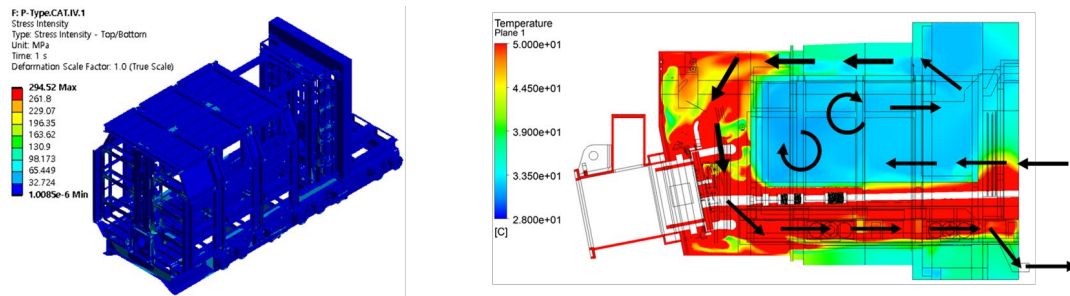 F: P-Type.CAT.IV.1
Stress Intensity
Type: Stress Intensity - Top/Bottom
Unit: MPa
Time: 1 s
Deformation Scale Factor: 1.0 (True Scale)
294.52 Max
261.8
229.07
196.35
163.62
130.9
98.173
65.449
32.724
1.0085e-6 Min
Temperature
Plane 1
5.000e+01
4.450e+01
3.900e+01
3.350e+01
2.800e+01
[C]